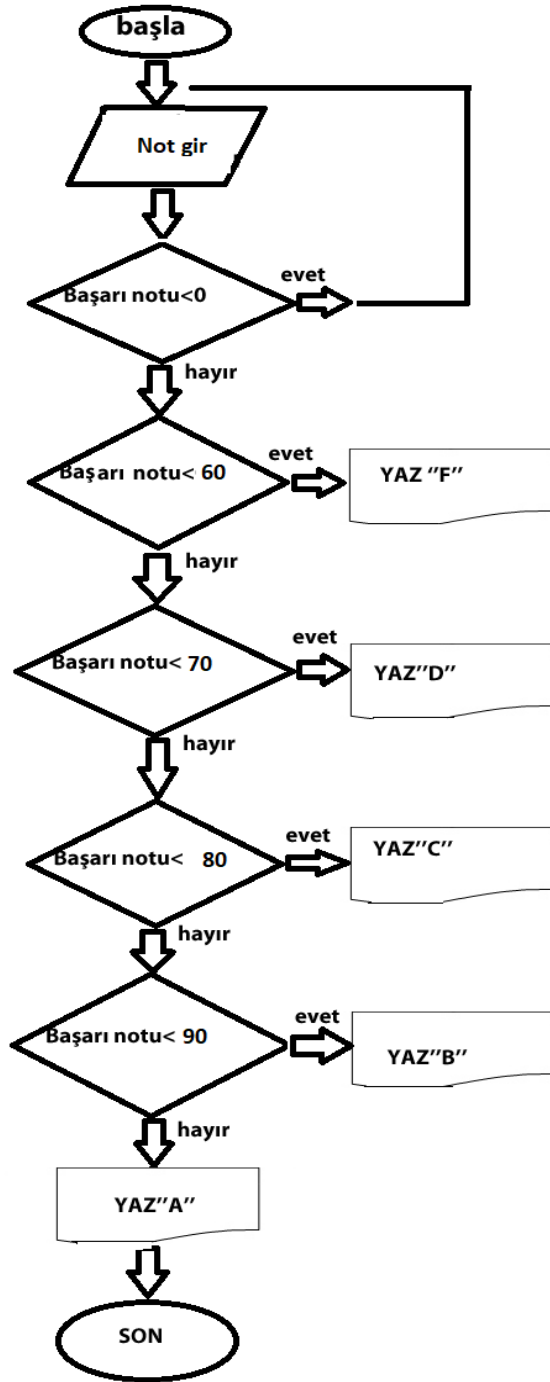 başla
Not gir
Başarı notu<0
evet
hayır
Başarı notu< 60
evet
YAZ "F"
hayır
Başarı notu< 70
evet
YAZ"D"
hayır
Başarı notu< 80
evet
YAZ"C"
hayır
Başarı notu< 90
evet
YAZ"B"
hayır
YAZ"A"
SON